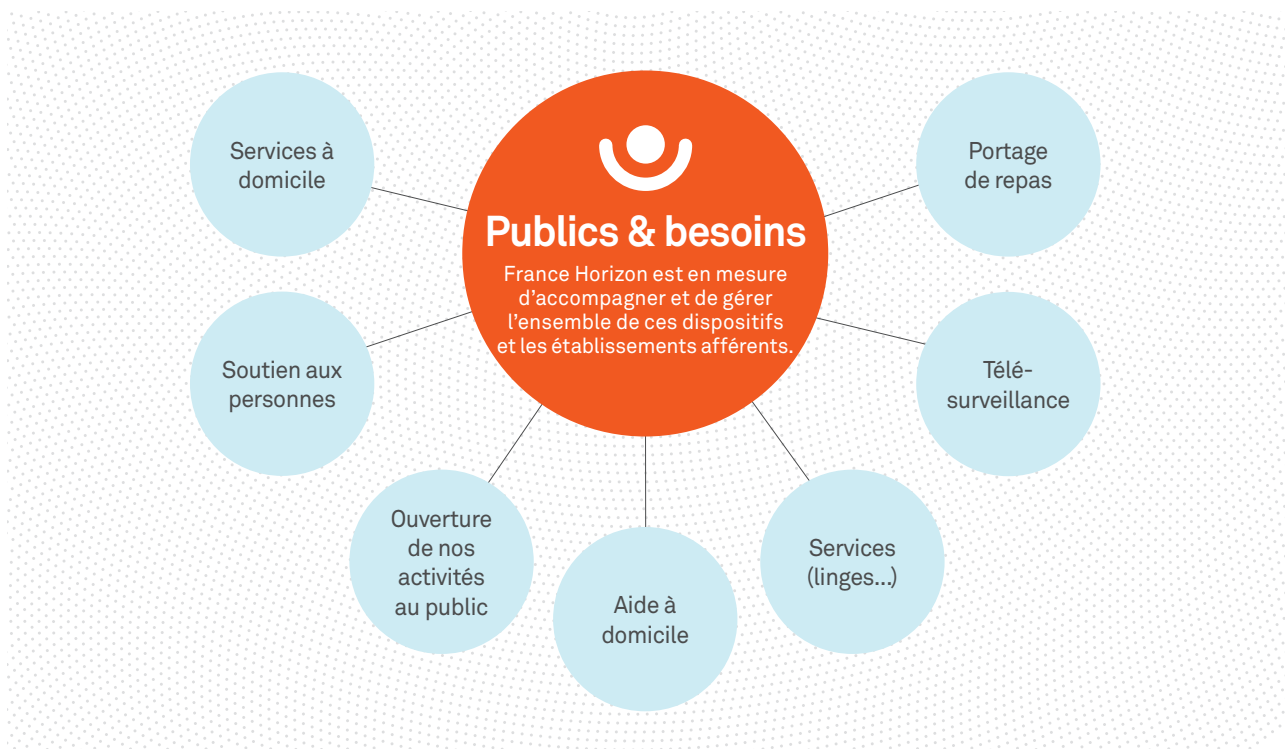 Publics & besoins
France Horizon est en mesure
d'accompagner et de gérer
l'ensemble de ces dispositifs
et les établissements afférents.
Services à
domicile
Soutien aux
personnes
Ouverture
de nos
activités
au public
Aide à
domicile
Services
(linges...)
Télé-
surveillance
Portage
de repas